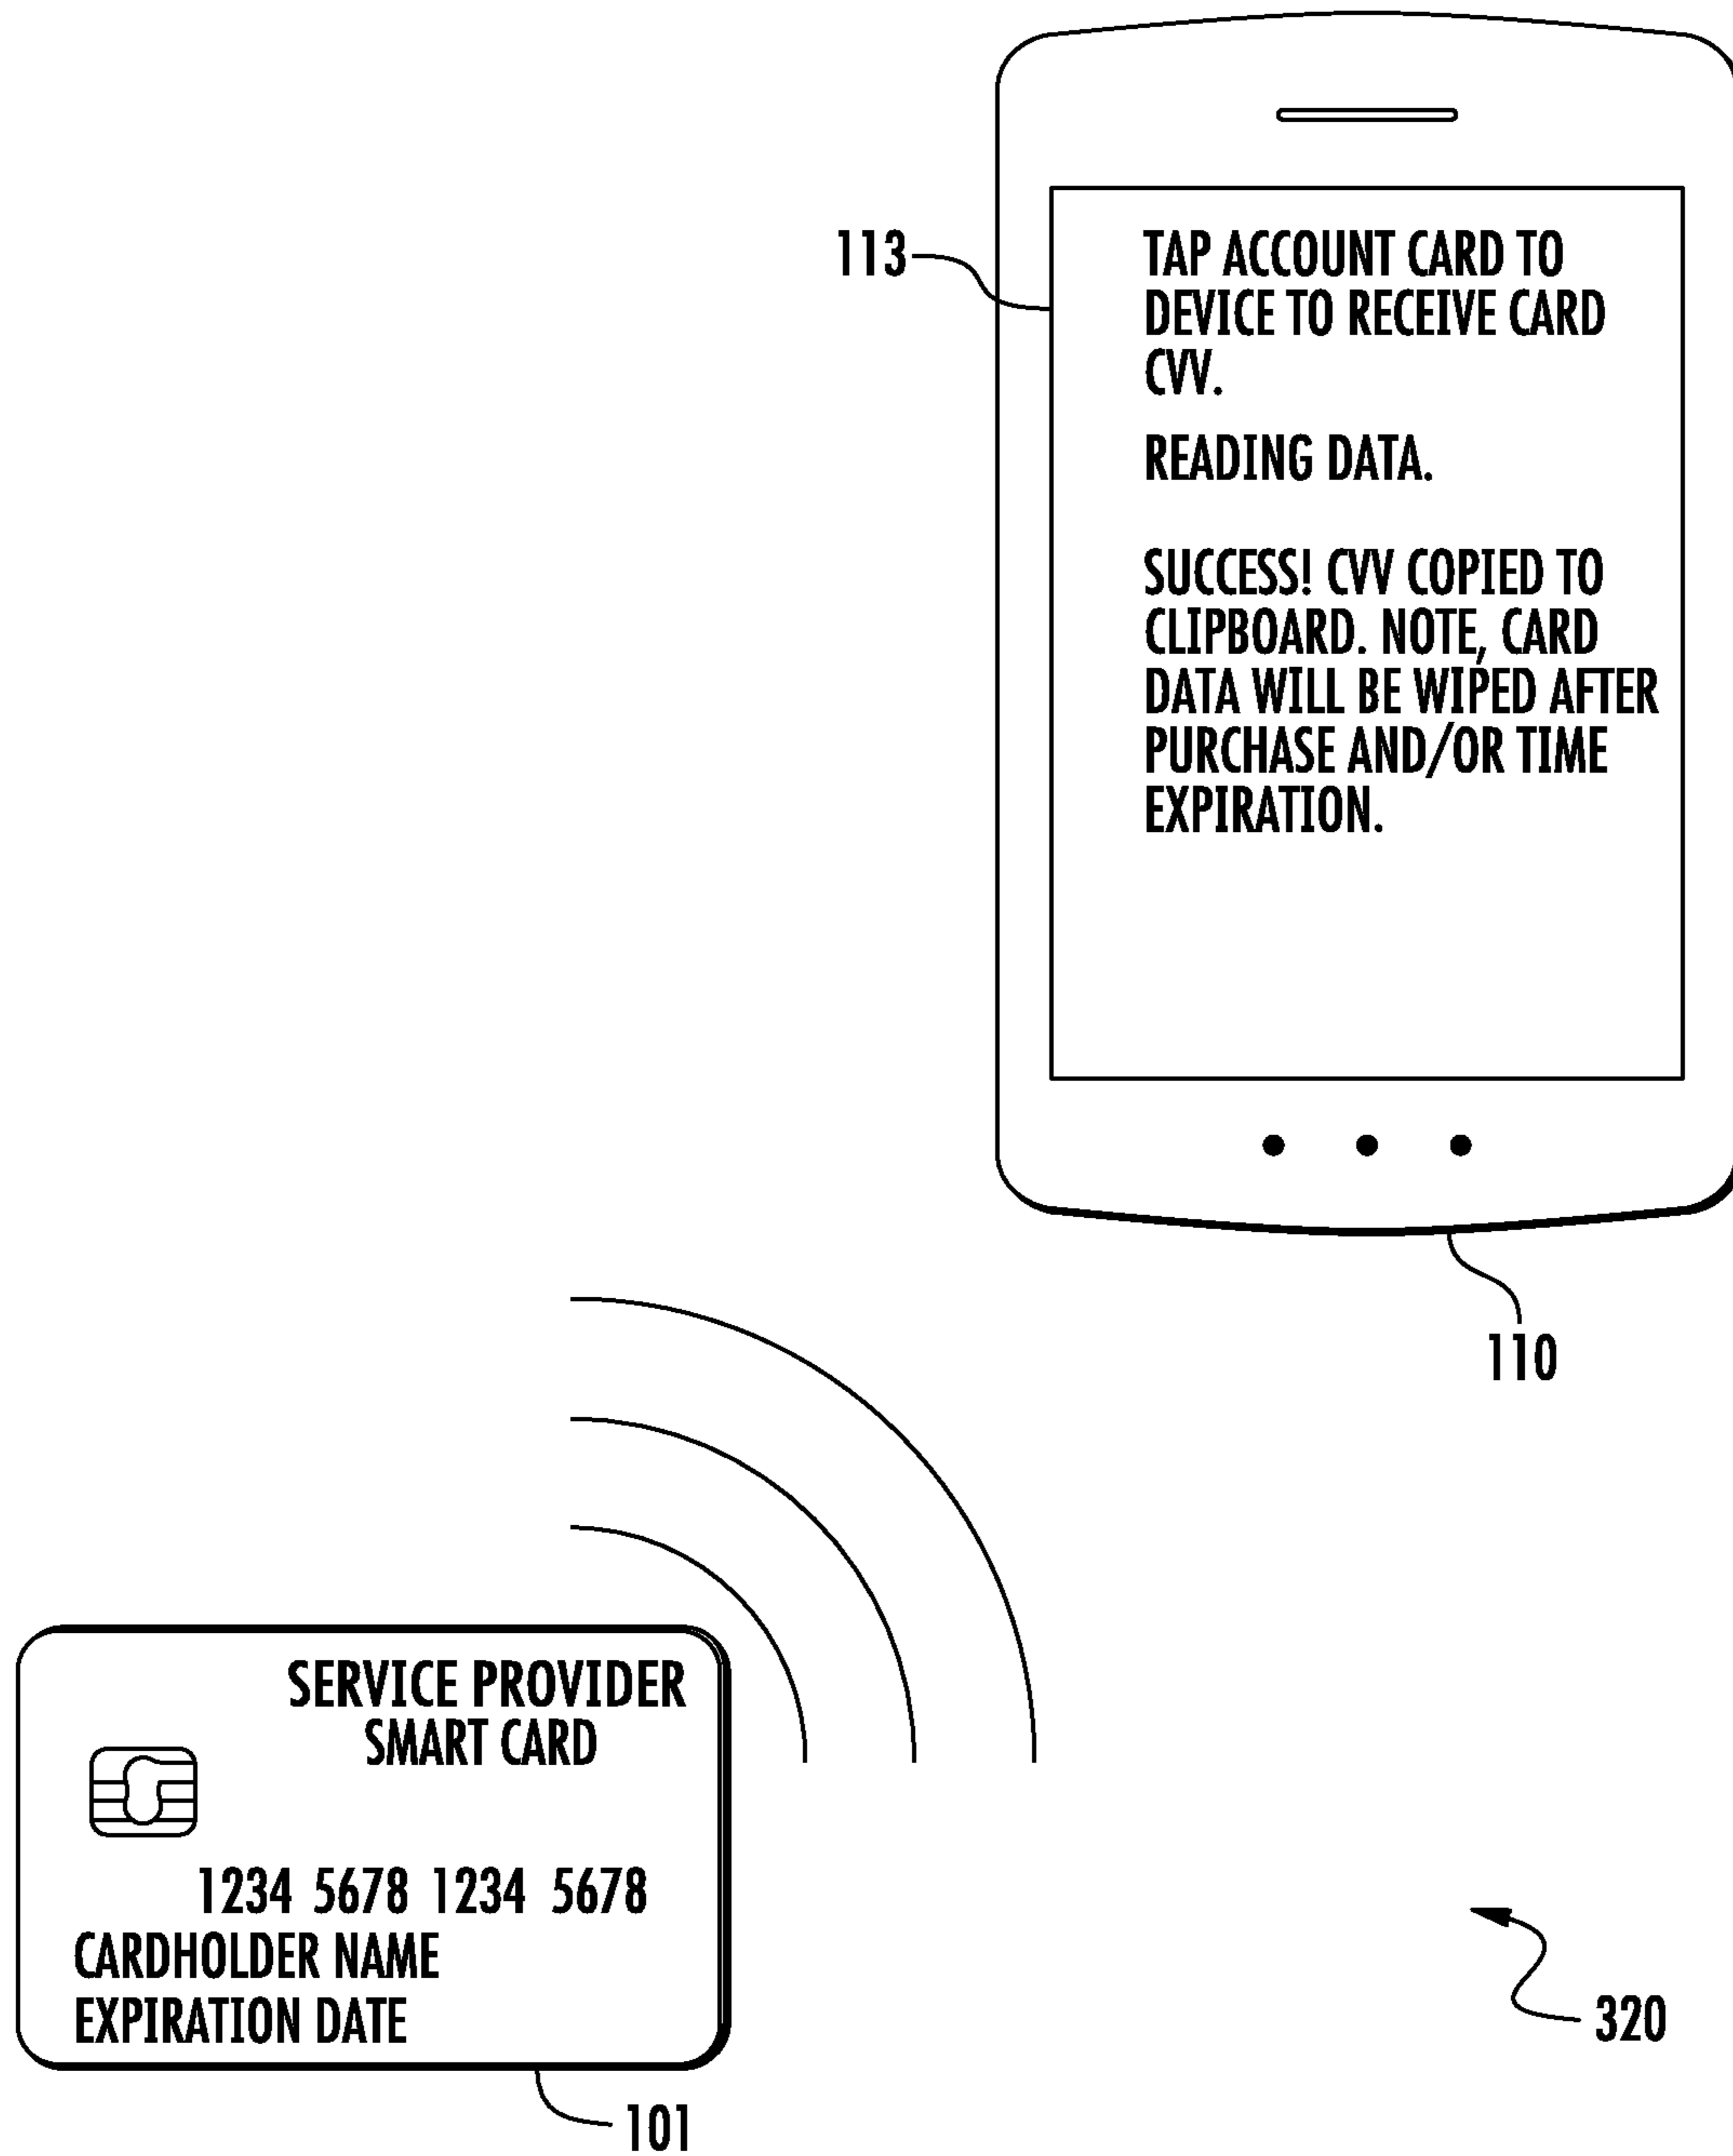 113
TAP ACCOUNT CARD TO
DEVICE TO RECEIVE CARD
CVV.
READING DATA.
SUCCESS! CVV COPIED TO
CLIPBOARD. NOTE, CARD
DATA WILL BE WIPED AFTER
PURCHASE AND/OR TIME
EXPIRATION.
110
SERVICE PROVIDER
SMART CARD
1234 5678 1234 5678
CARDHOLDER NAME
EXPIRATION DATE
320
101